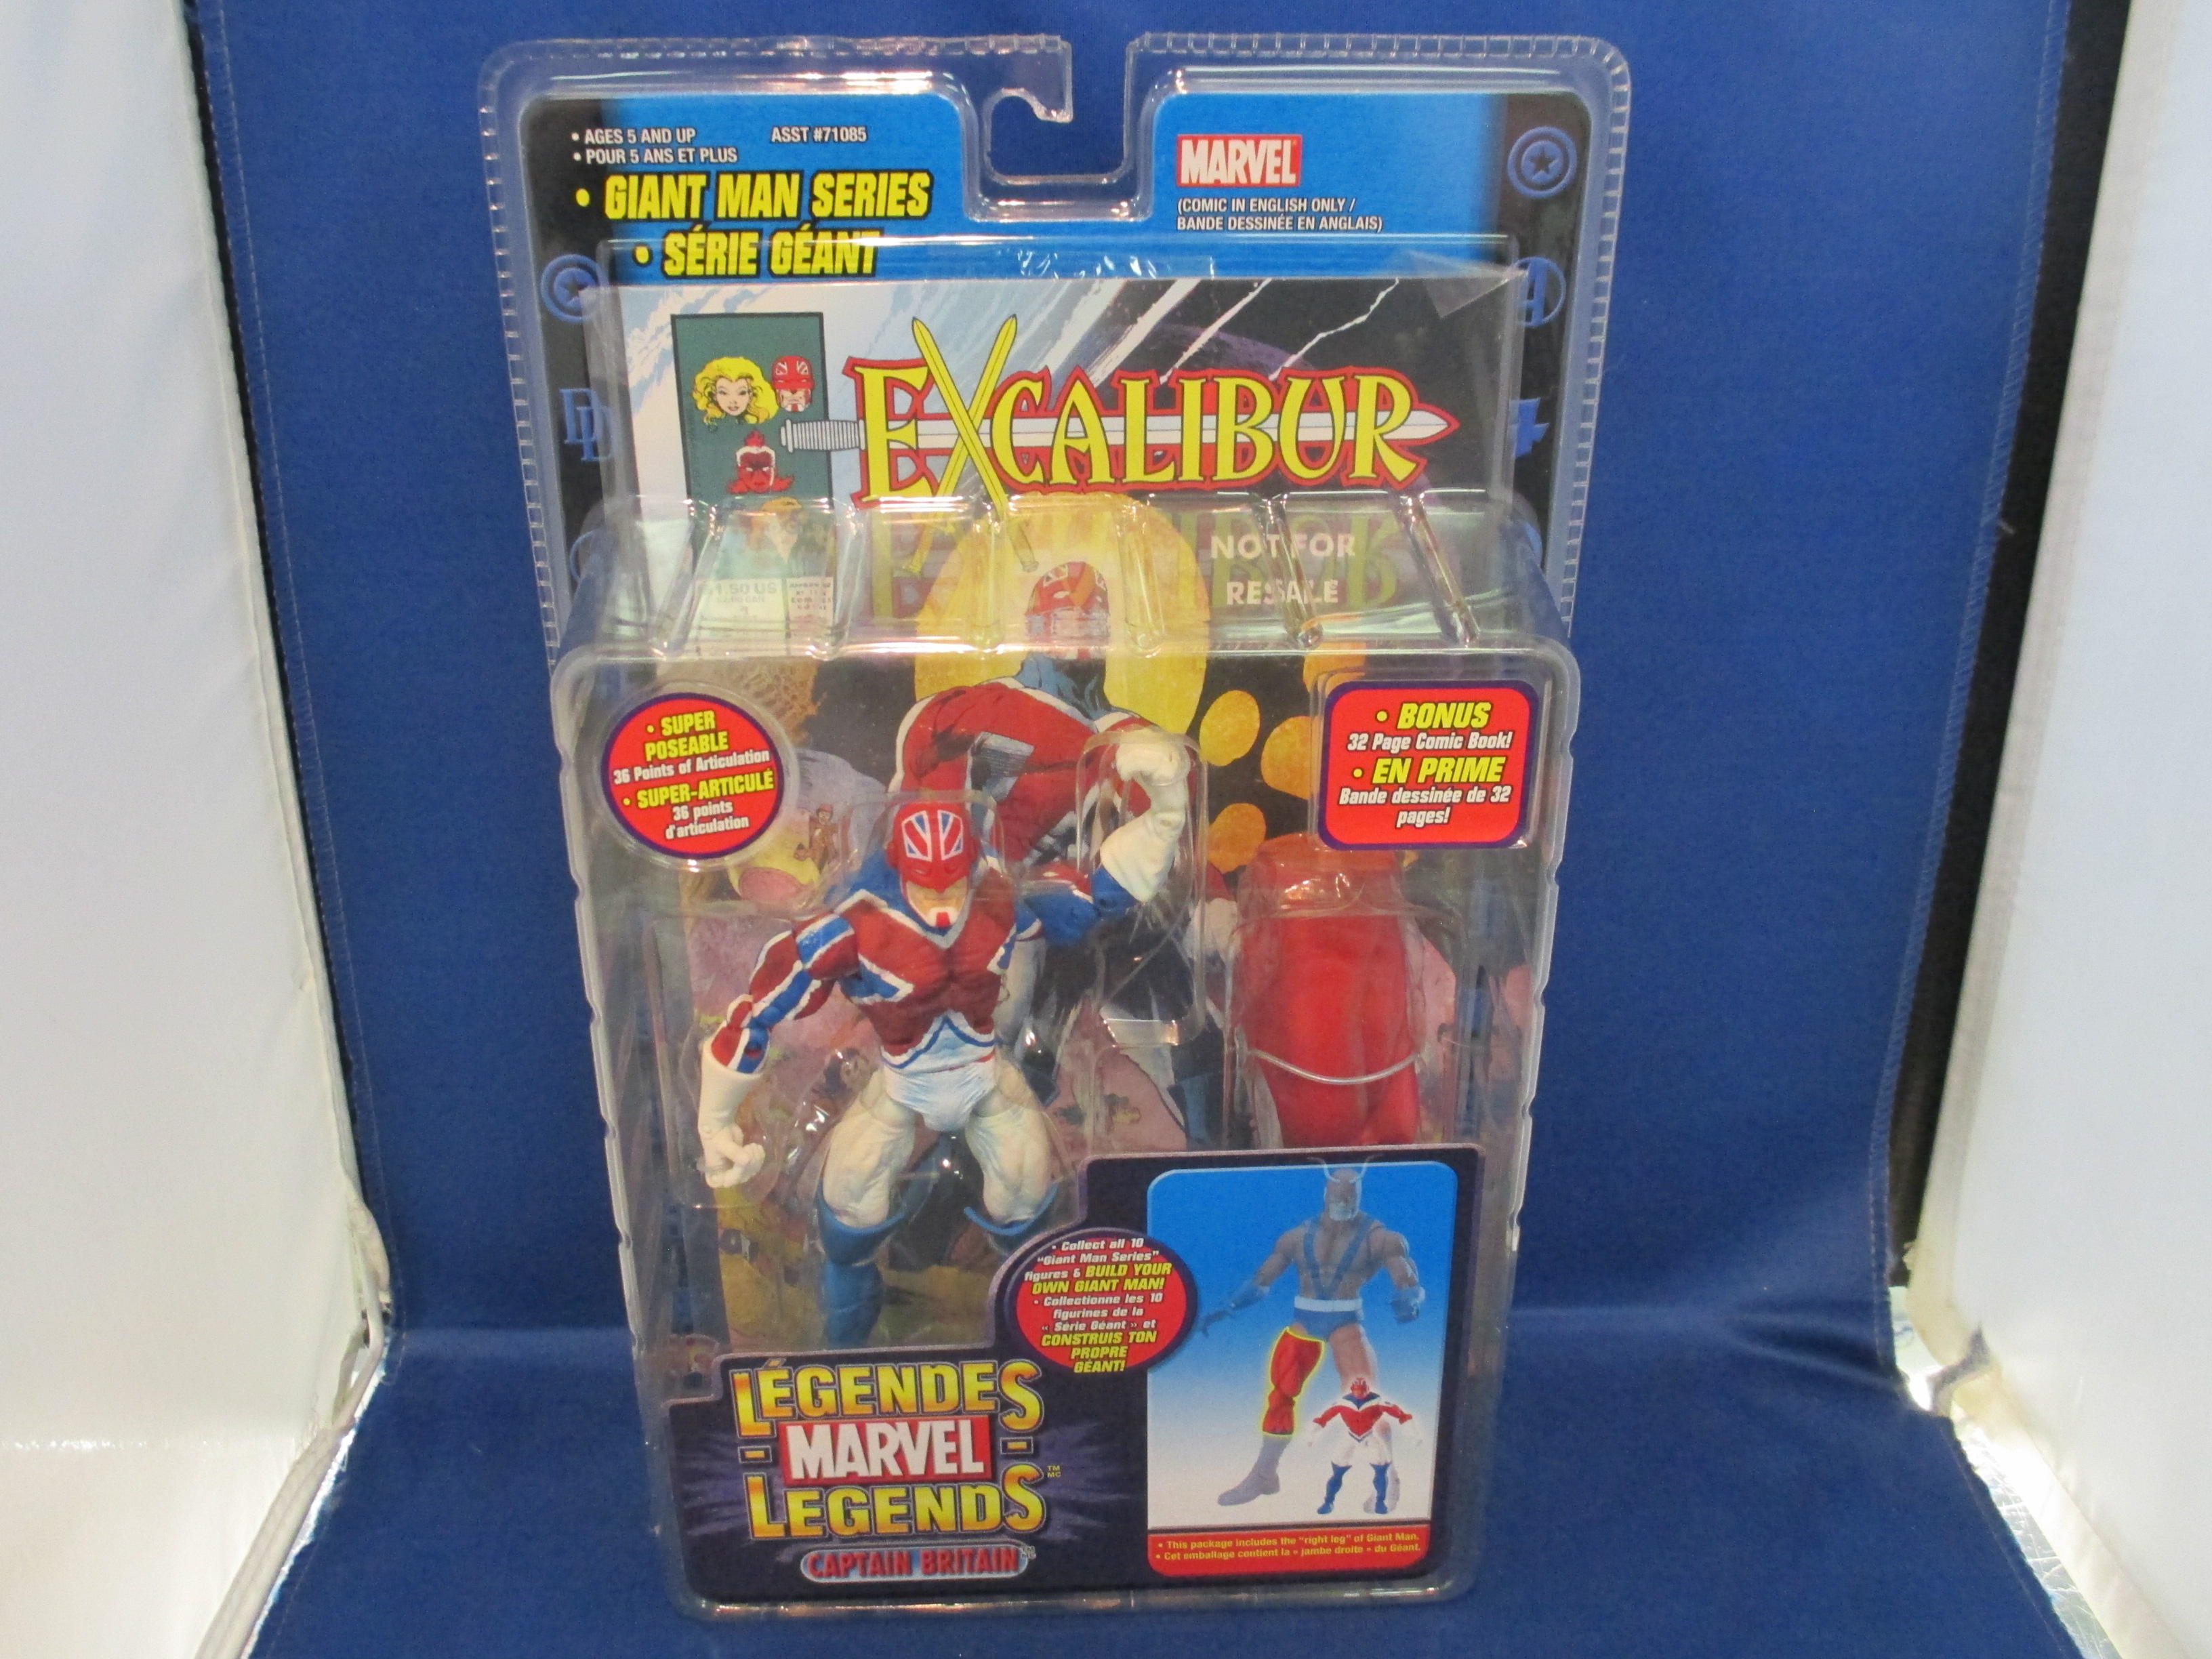 • AGES 5 AND UP
ASST #71085
• POUR 5 ANS ET PLUS
• GIANT MAN SERIES
• SÉRIE GÉANT
MARVEL
(COMIC IN ENGLISH ONLY /
BANDE DESSINÉE EN ANGLAIS)
EXCALIBUR
NOT FOR
RESALE
$1.50 US
• SUPER
POSEABLE
36 Points of Articulation
• SUPER-ARTICULÉ
36 points
d'articulation
• BONUS
32 Page Comic Book!
• EN PRIME
Bande dessinée de 32
pages!
• Collect all 10
"Giant Man Series"
figures & BUILD YOUR
OWN GIANT MAN!
• Collectionne les 10
figurines de la
« Série Géant » et
CONSTRUIS TON
PROPRE
GÉANT!
LÉGENDES
MARVEL
LEGENDS
TM
MC
CAPTAIN BRITAIN
• This package includes the "right leg" of Giant Man.
• Cet emballage contient la « jambe droite » du Géant.